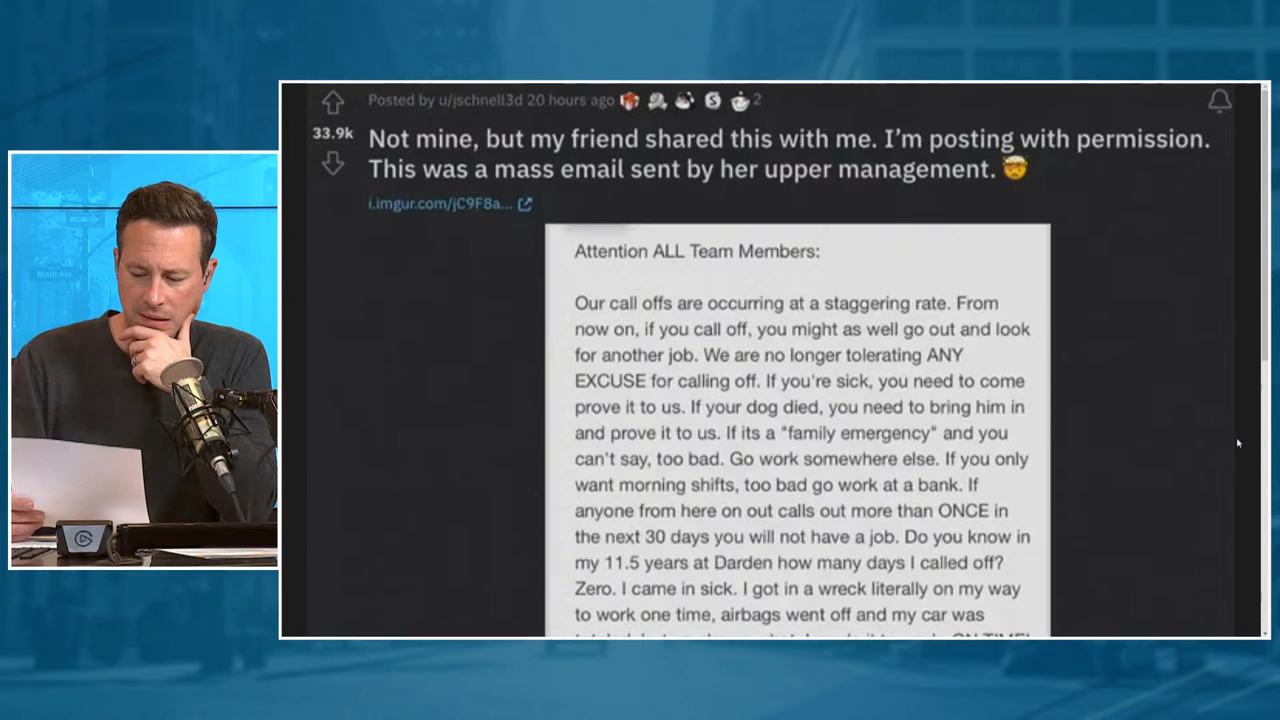 Posted by u/jschnell3d 20 hours ago 2
33.9k
Not mine, but my friend shared this with me. I'm posting with permission.
This was a mass email sent by her upper management. 🤯
i.imgur.com/jC9F8a...
Attention ALL Team Members:
Our call offs are occurring at a staggering rate. From
now on, if you call off, you might as well go out and look
for another job. We are no longer tolerating ANY
EXCUSE for calling off. If you're sick, you need to come
prove it to us. If your dog died, you need to bring him in
and prove it to us. If its a "family emergency" and you
can't say, too bad. Go work somewhere else. If you only
want morning shifts, too bad go work at a bank. If
anyone from here on out calls out more than ONCE in
the next 30 days you will not have a job. Do you know in
my 11.5 years at Darden how many days I called off?
Zero. I came in sick. I got in a wreck literally on my way
to work one time, airbags went off and my car was
ON TIME!
Ninth Ave